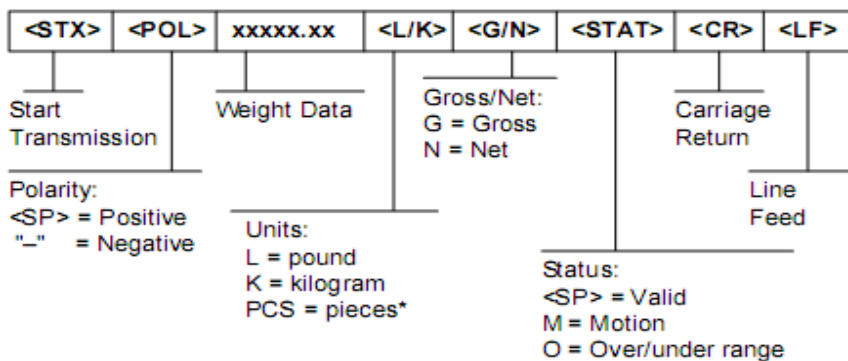 <STX> <POL> xxxxx.xx <L/K> <G/N> <STAT> <CR> <LF>
Start
Transmission
Weight Data
Gross/Net:
G = Gross
N = Net
Carriage
Return
Polarity:
<SP> = Positive
"–" = Negative
Line
Feed
Units:
L = pound
K = kilogram
PCS = pieces*
Status:
<SP> = Valid
M = Motion
O = Over/under range